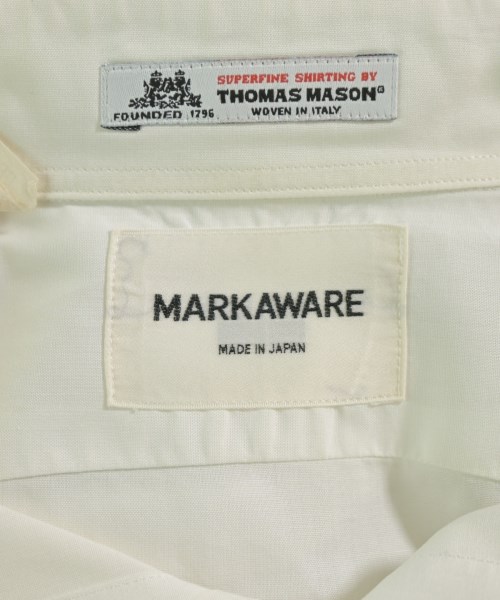 SUPERFINE SHIRTING BY
THOMAS MASON
FOUNDED 1796
WOVEN IN ITALY
MARKAWARE
MADE IN JAPAN